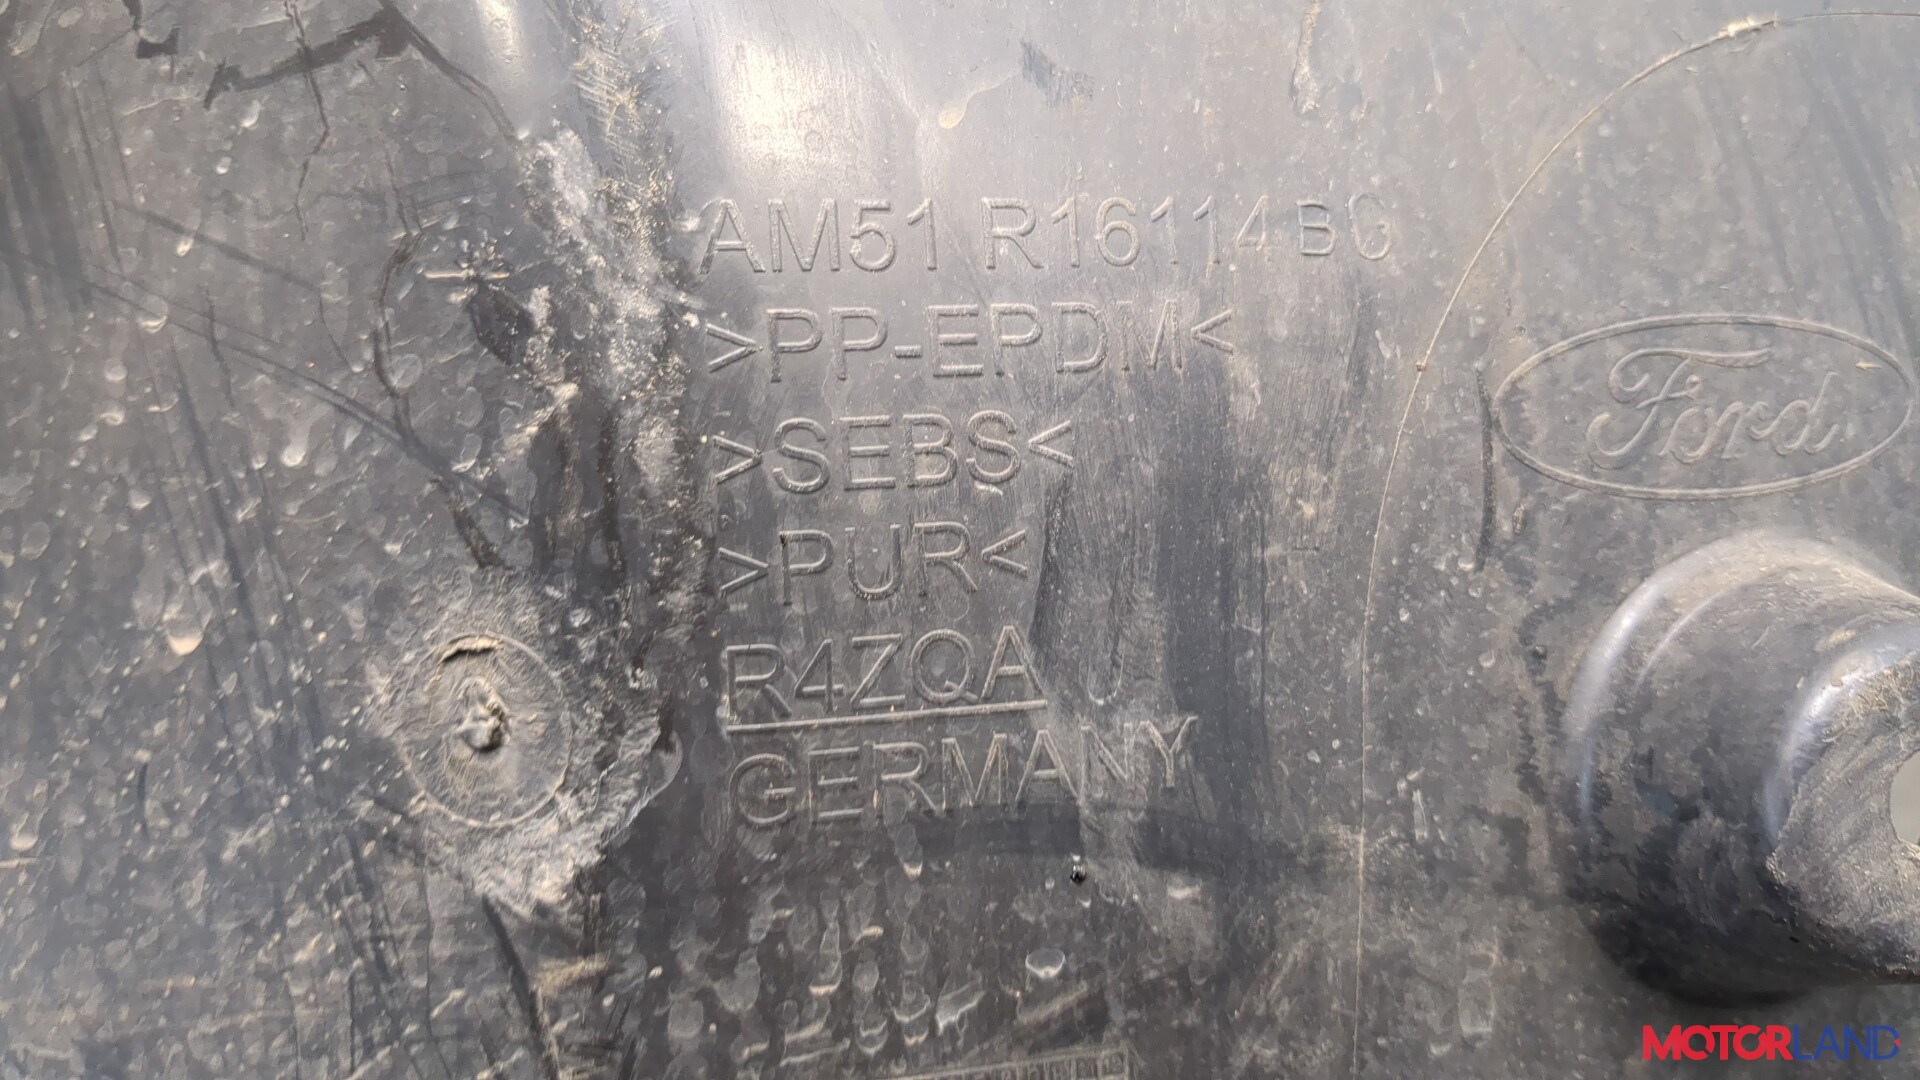 AM51 R16114 BG
>PP-EPDM<
>SEBS<
>PUR<
R4ZQA
GERMANY
Ford
MOTORLAND